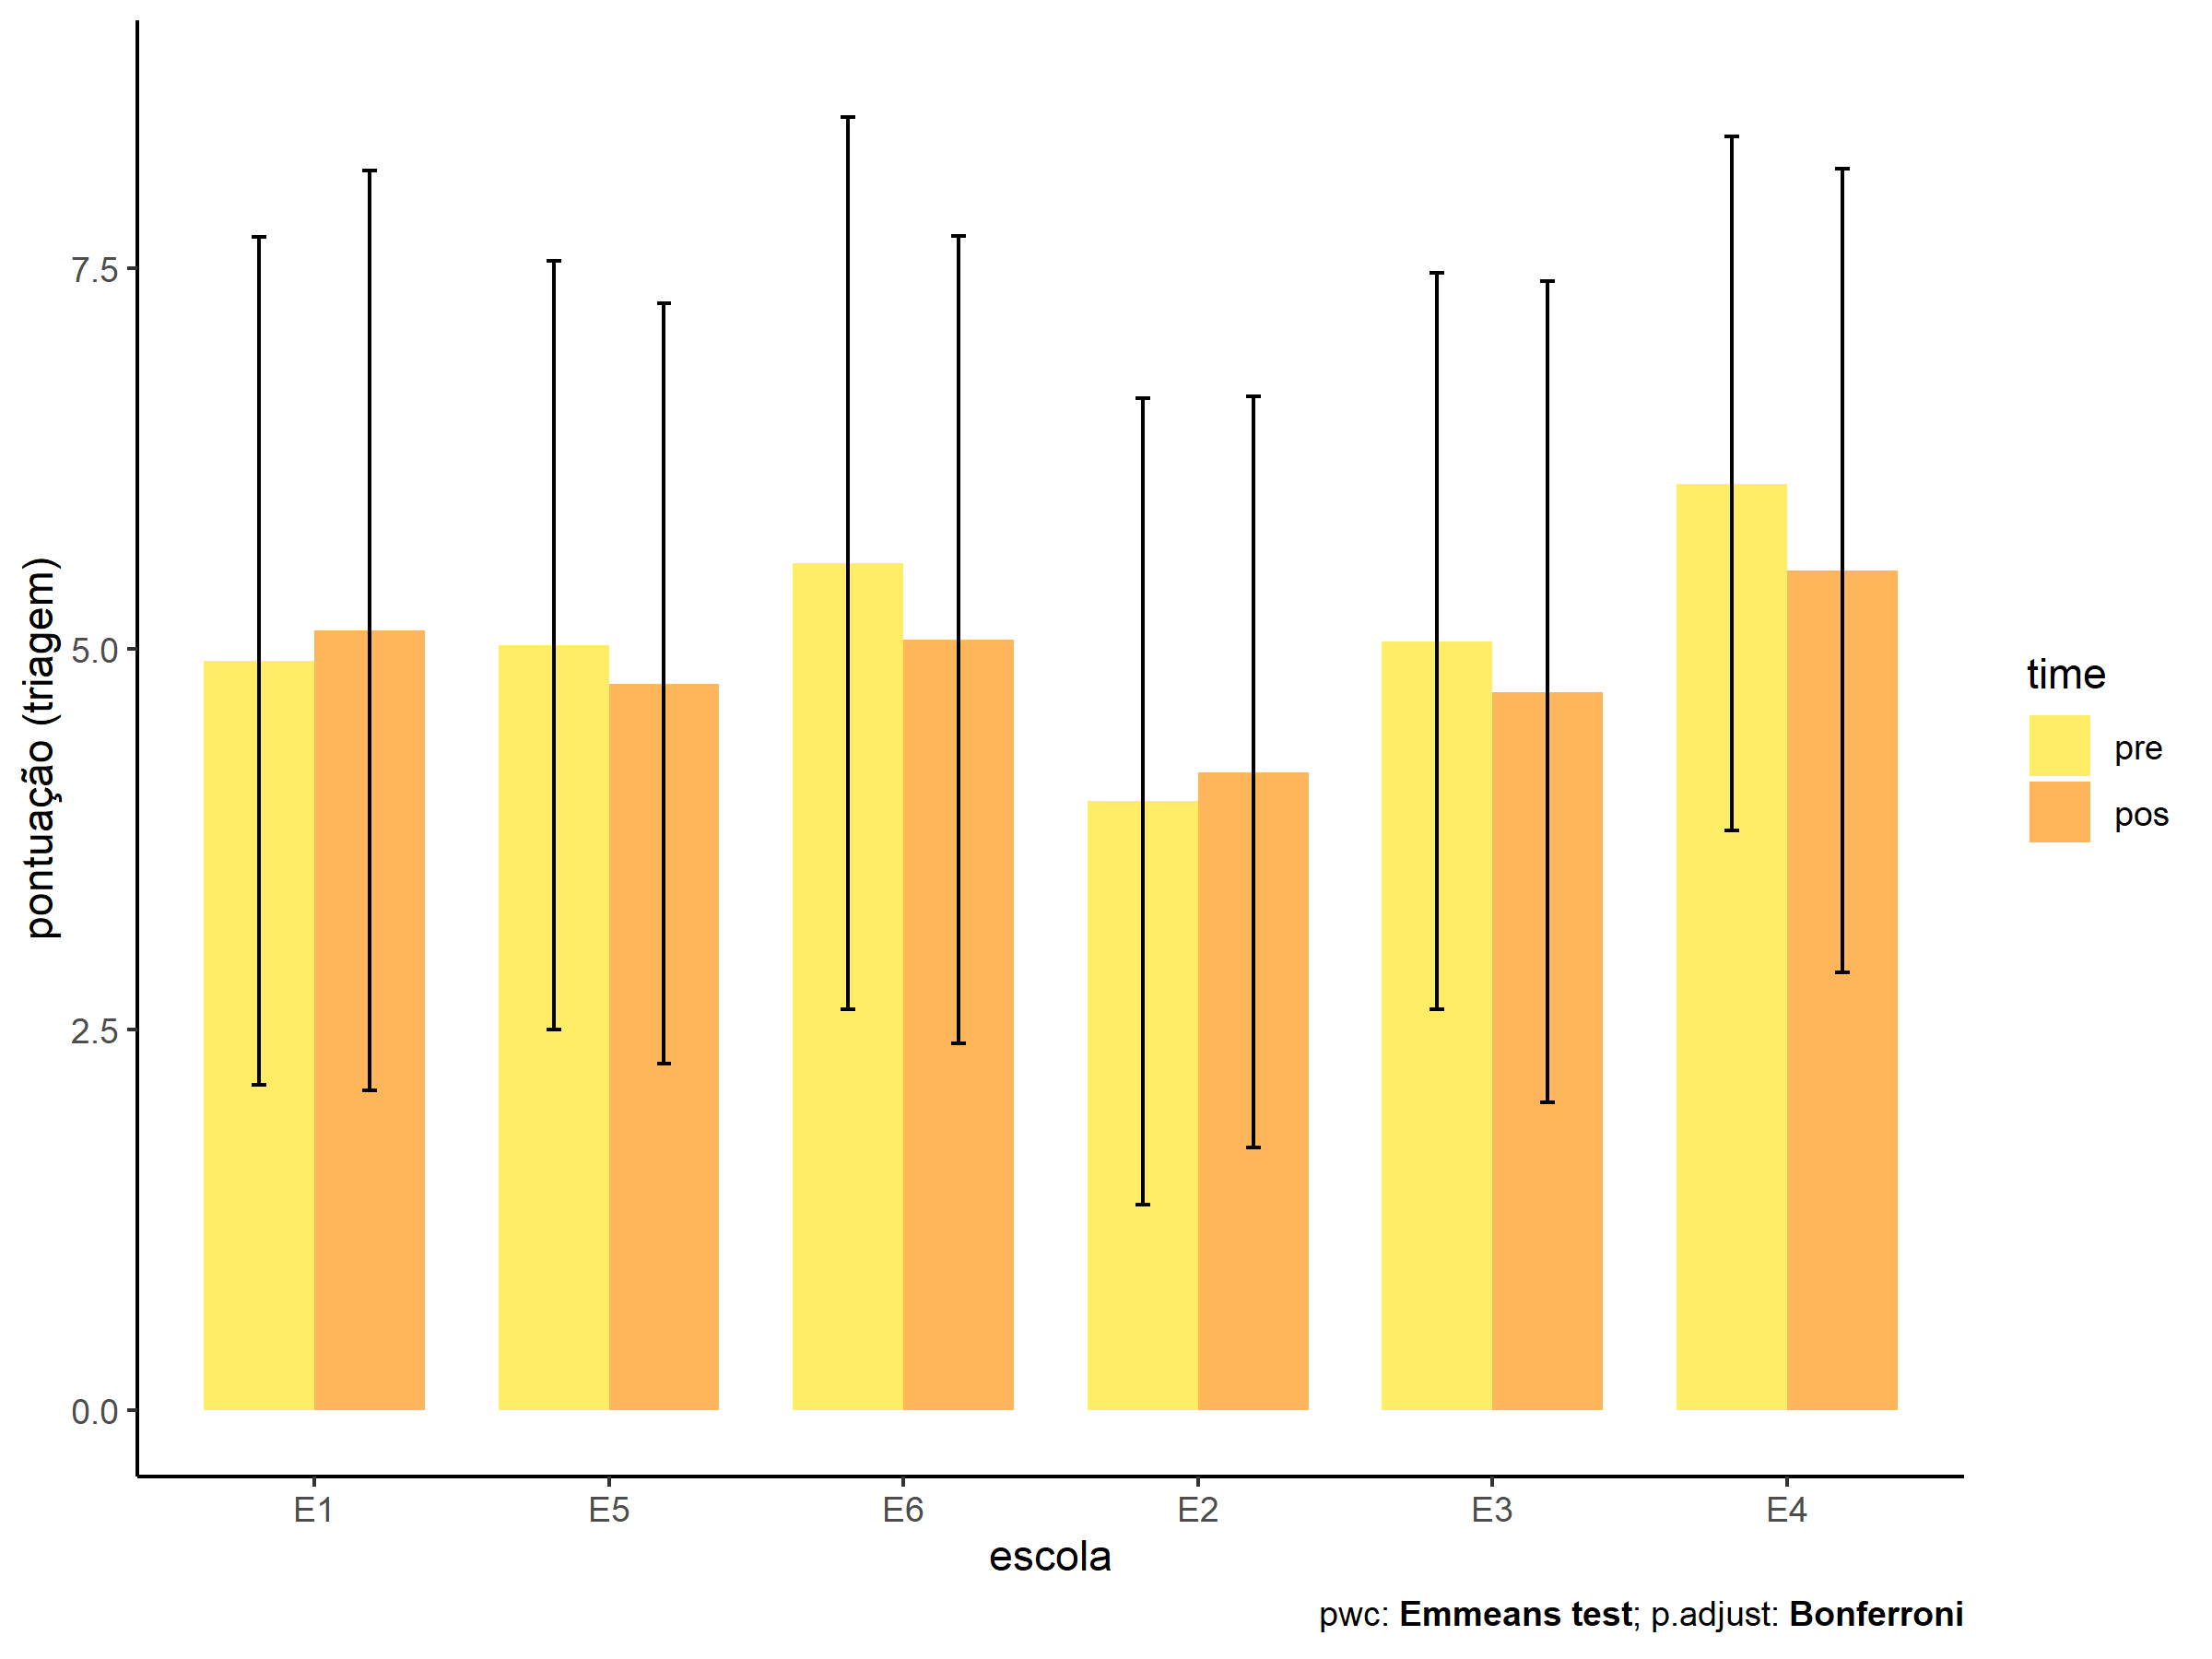 pontuação (triagem)
7.5
5.0
2.5
0.0
E1 E5 E6 E2 E3 E4
escola
time
pre
pos
pwc: Emmeans test; p.adjust: Bonferroni